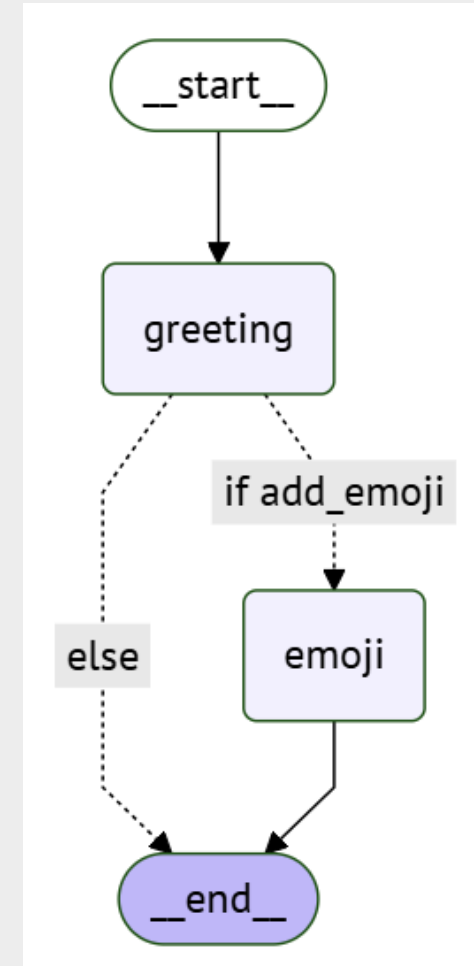 __start__
greeting
if add_emoji
else
emoji
__end__